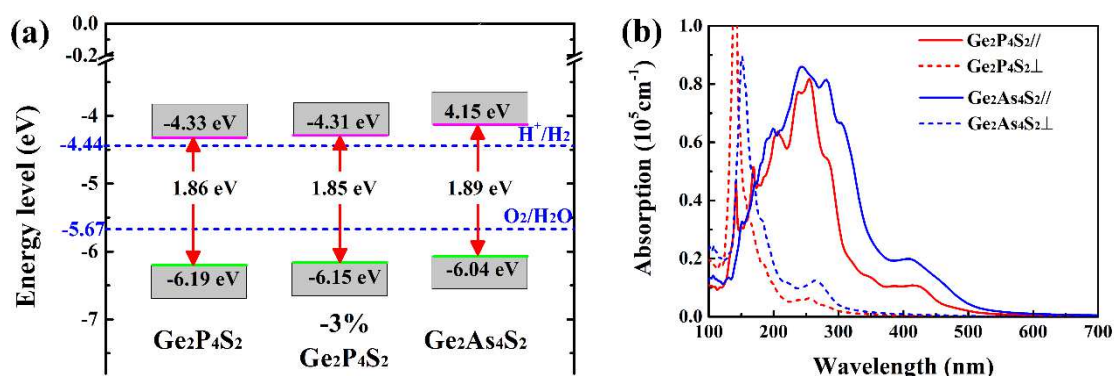 (a)
Energy level (eV)
0.0
-0.2
-4
-4.44
-5
-5.67
-6
-7
-4.33 eV
-4.31 eV
4.15 eV
H⁺/H₂
1.86 eV
1.85 eV
1.89 eV
O₂/H₂O
-6.19 eV
-6.15 eV
-6.04 eV
Ge₂P₄S₂
-3%
Ge₂P₄S₂
Ge₂As₄S₂
(b)
Absorption (10⁵ cm⁻¹)
1.0
0.8
0.6
0.4
0.2
0.0
Ge₂P₄S₂//
Ge₂P₄S₂⊥
Ge₂As₄S₂//
Ge₂As₄S₂⊥
100 200 300 400 500 600 700
Wavelength (nm)